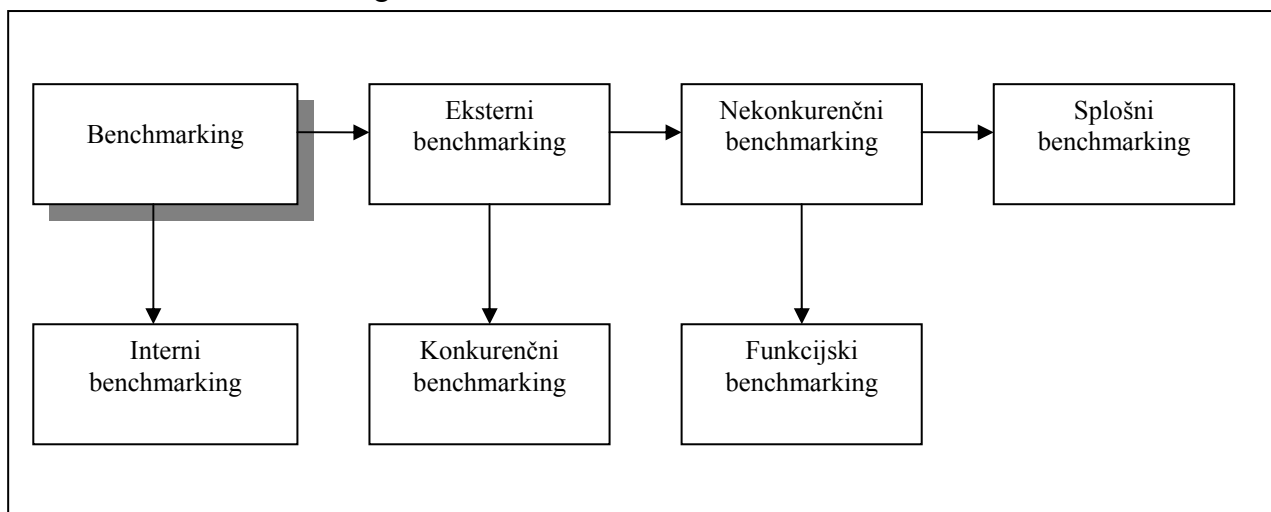 Benchmarking
Eksterni
benchmarking
Nekonkurenčni
benchmarking
Splošni
benchmarking
Interni
benchmarking
Konkurenčni
benchmarking
Funkcijski
benchmarking